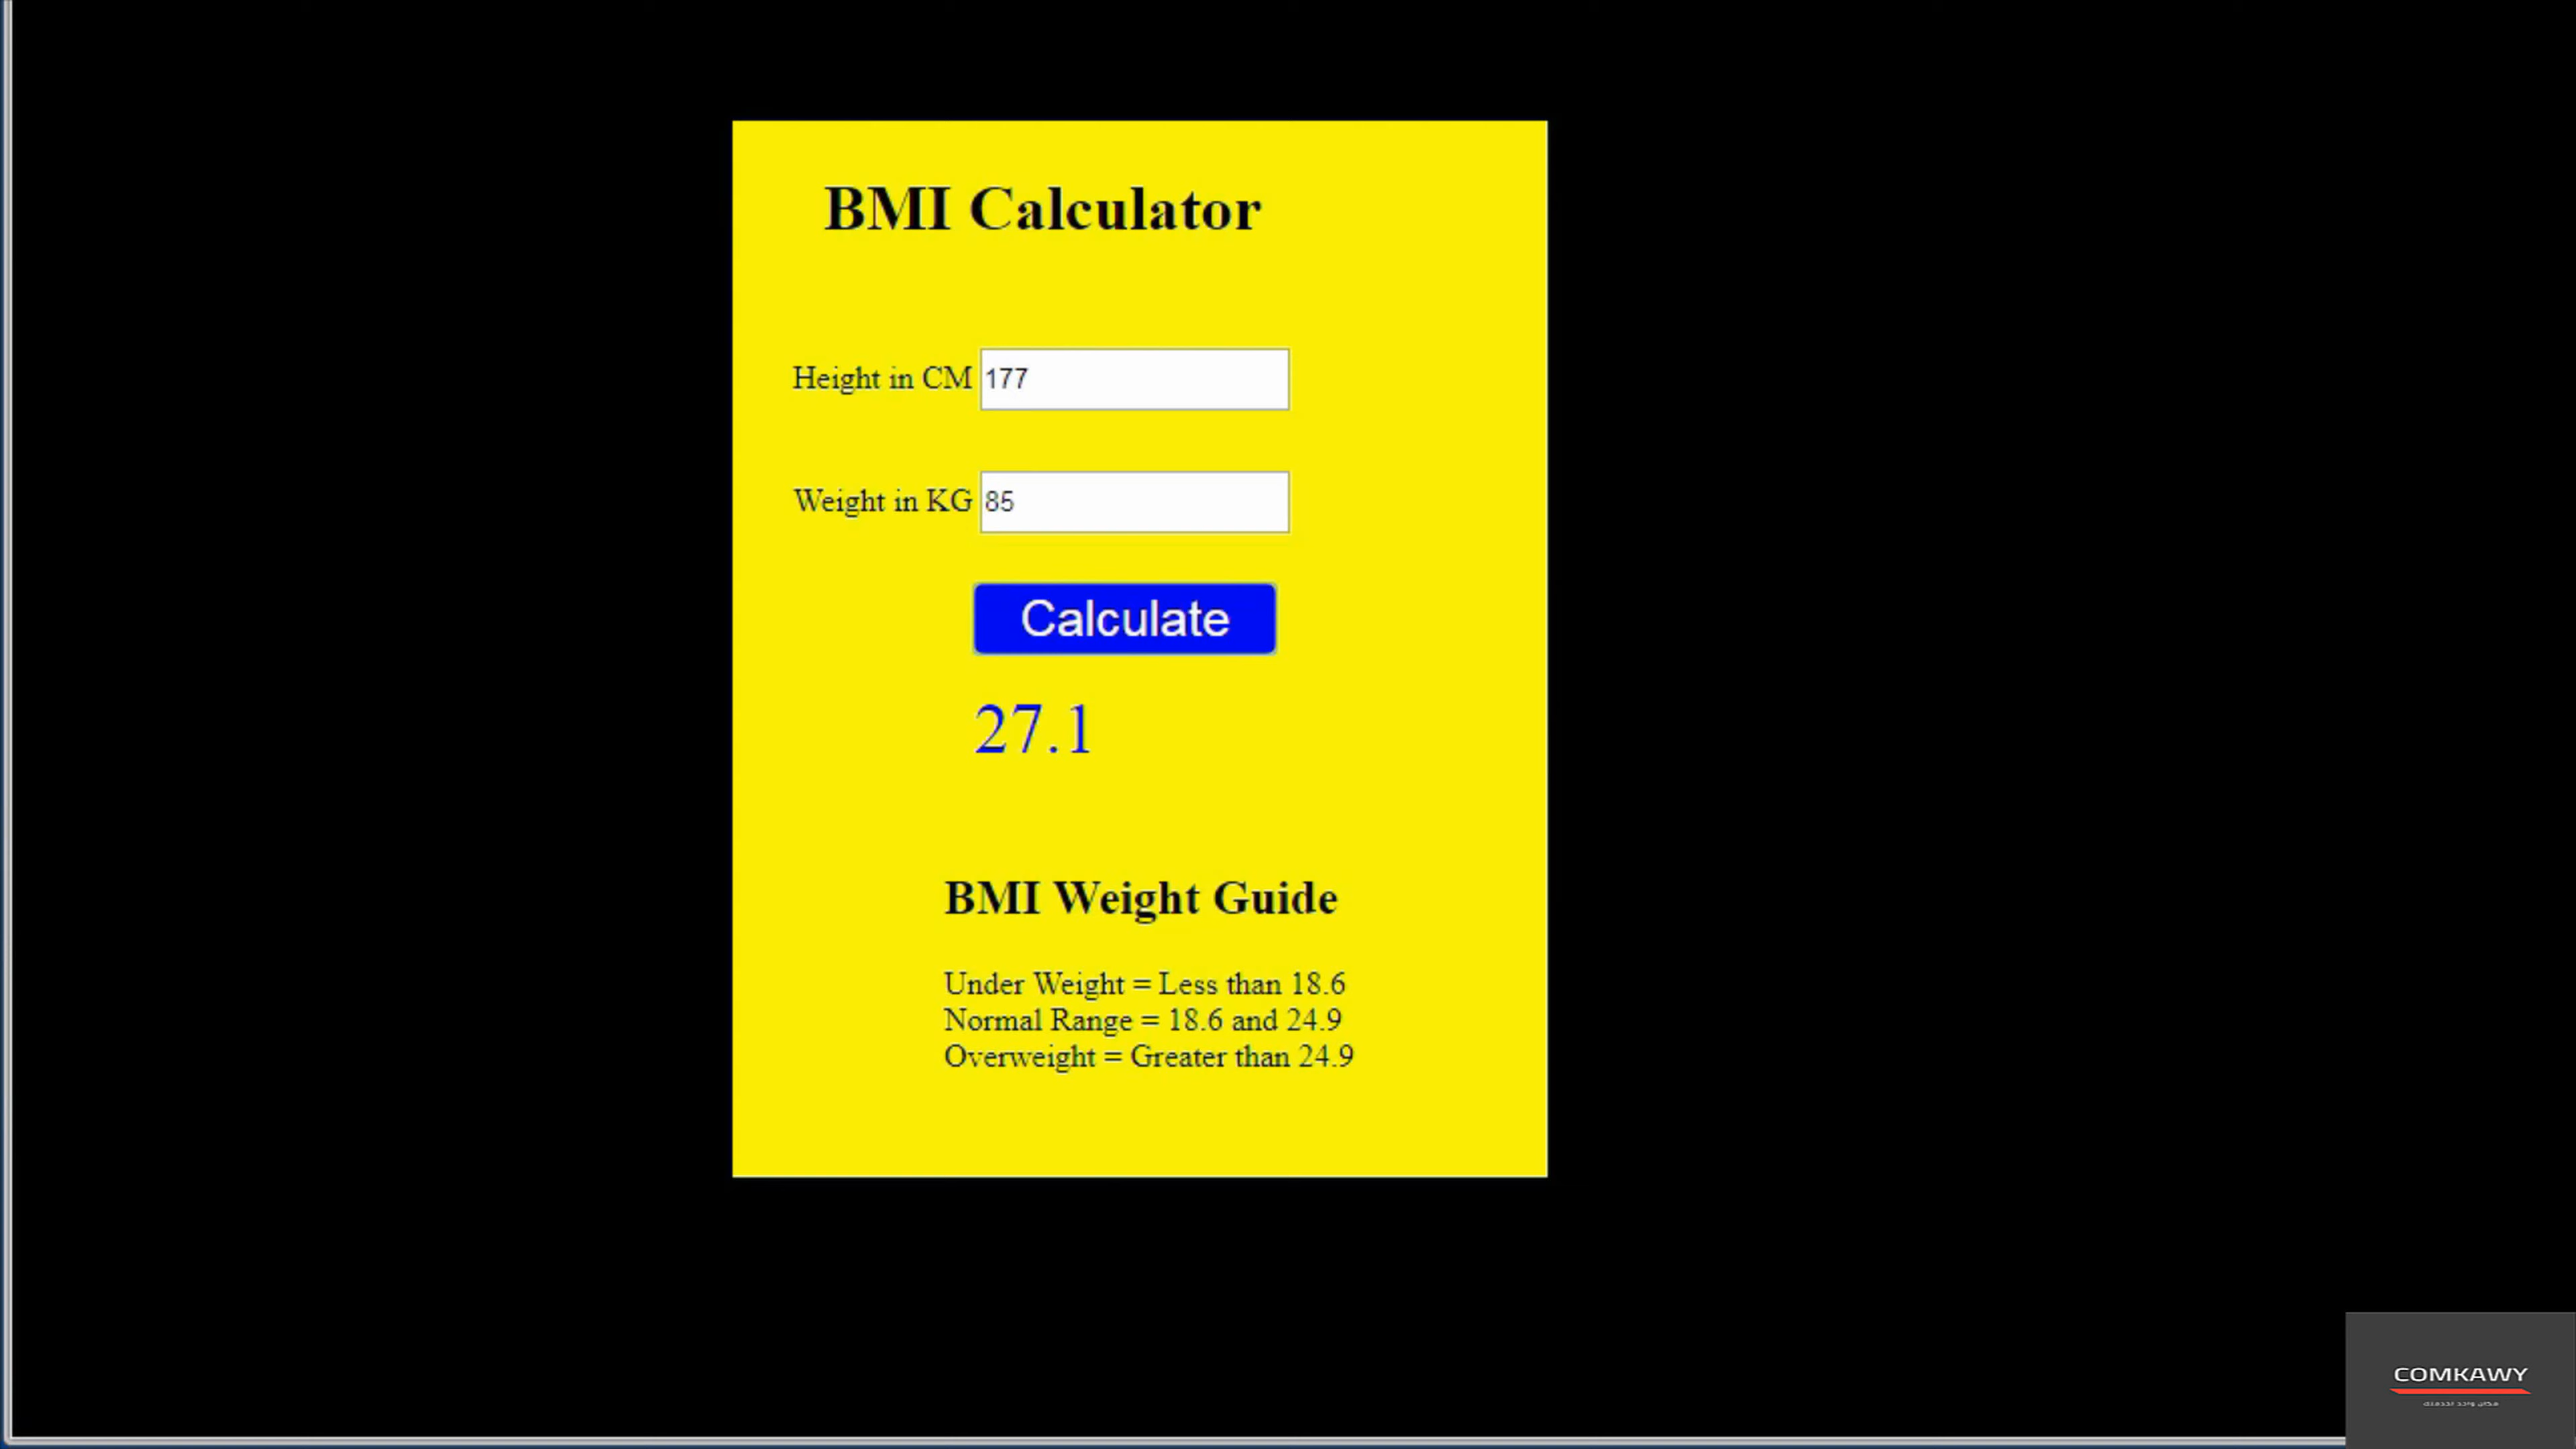 BMI Calculator
Height in CM 177
Weight in KG 85
Calculate
27.1
BMI Weight Guide
Under Weight = Less than 18.6
Normal Range = 18.6 and 24.9
Overweight = Greater than 24.9
COMKAWY